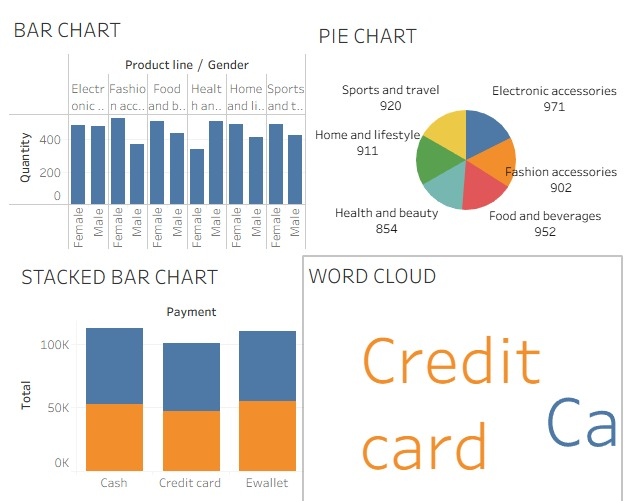 BAR CHART
Product line / Gender
Electr Fashio Food Healt Home Sports
onic .. n acc.. and b.. h an.. and li.. and t..
Quantity
400
200
0
Female Male Female Male Female Male Female Male Female Male Female Male
PIE CHART
Sports and travel
920
Electronic accessories
971
Home and lifestyle
911
Fashion accessories
902
Health and beauty
854
Food and beverages
952
STACKED BAR CHART
Payment
Total
100K
50K
0K
Cash Credit card Ewallet
WORD CLOUD
Credit
card
Ca